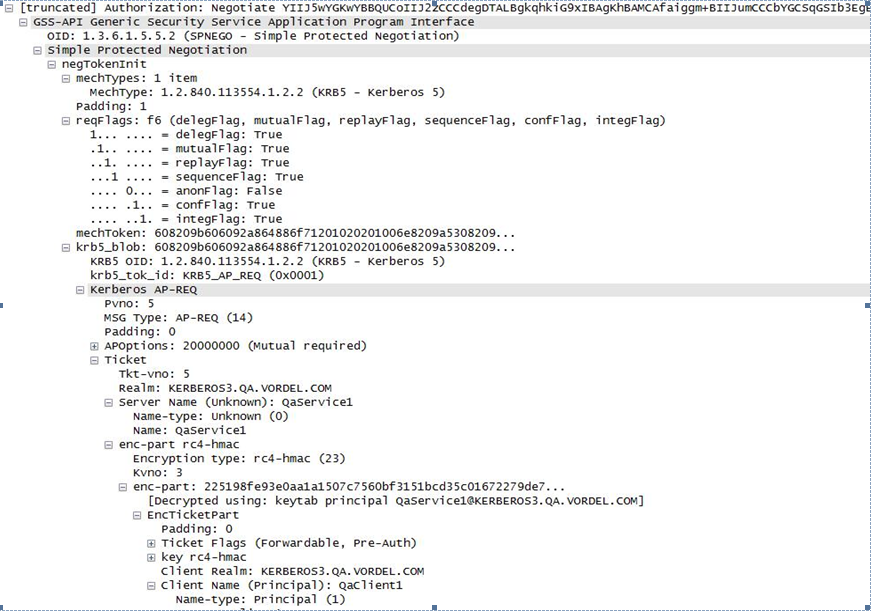 [truncated] Authorization: Negotiate
GSS-API Generic Security Service Application Program Interface
OID: 1.3.6.1.5.5.2 (SPNEGO - Simple Protected Negotiation)
Simple Protected Negotiation
negTokenInit
mechTypes: 1 item
MechType: 1.2.840.113554.1.2.2 (KRB5 - Kerberos 5)
Padding: 1
reqFlags: f6 (delegFlag, mutualFlag, replayFlag, sequenceFlag, confFlag, integFlag)
1... .... = delegFlag: True
.1.. .... = mutualFlag: True
..1. .... = replayFlag: True
...1 .... = sequenceFlag: True
.... 0... = anonFlag: False
.... .1.. = confFlag: True
.... ..1. = integFlag: True
mechToken: 608209b606092a864886f71201020201006e8209a5308209...
krb5_blob: 608209b606092a864886f71201020201006e8209a5308209...
KRB5 OID: 1.2.840.113554.1.2.2 (KRB5 - Kerberos 5)
krb5_tok_id: KRB5_AP_REQ (0x0001)
Kerberos AP-REQ
Pvno: 5
MSG Type: AP-REQ (14)
Padding: 0
APOptions: 20000000 (Mutual required)
Ticket
Tkt-vno: 5
Realm: KERBEROS3.QA.VORDEL.COM
Server Name (Unknown): QaService1
Name-type: Unknown (0)
Name: QaService1
enc-part rc4-hmac
Encryption type: rc4-hmac (23)
Kvno: 3
enc-part: 225198fe93e0aa1a1507c7560bf3151bcd35c01672279de7...
[Decrypted using: keytab principal QaService1@KERBEROS3.QA.VORDEL.COM]
EncTicketPart
Padding: 0
Ticket Flags (Forwardable, Pre-Auth)
key rc4-hmac
Client Realm: KERBEROS3.QA.VORDEL.COM
Client Name (Principal): QaClient1
Name-type: Principal (1)